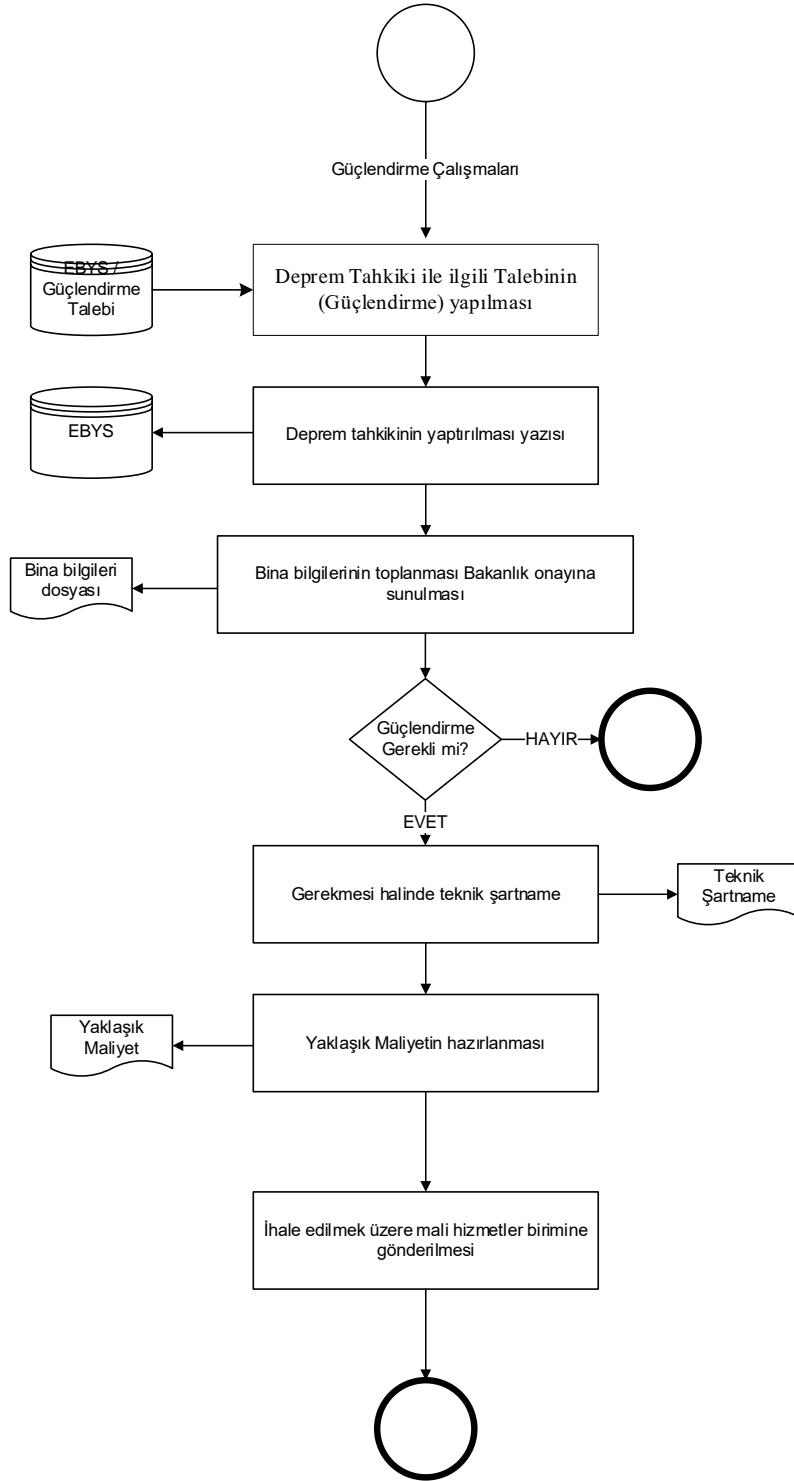 Güçlendirme Çalışmaları
EBYS /
Güçlendirme
Talebi
Deprem Tahkiki ile ilgili Talebinin
(Güçlendirme) yapılması
EBYS
Deprem tahkikinin yaptırılması yazısı
Bina bilgileri
dosyası
Bina bilgilerinin toplanması Bakanlık onayına
sunulması
Güçlendirme
Gerekli mi?
HAYIR
EVET
Gerekmesi halinde teknik şartname
Teknik
Şartname
Yaklaşık
Maliyet
Yaklaşık Maliyetin hazırlanması
İhale edilmek üzere mali hizmetler birimine
gönderilmesi